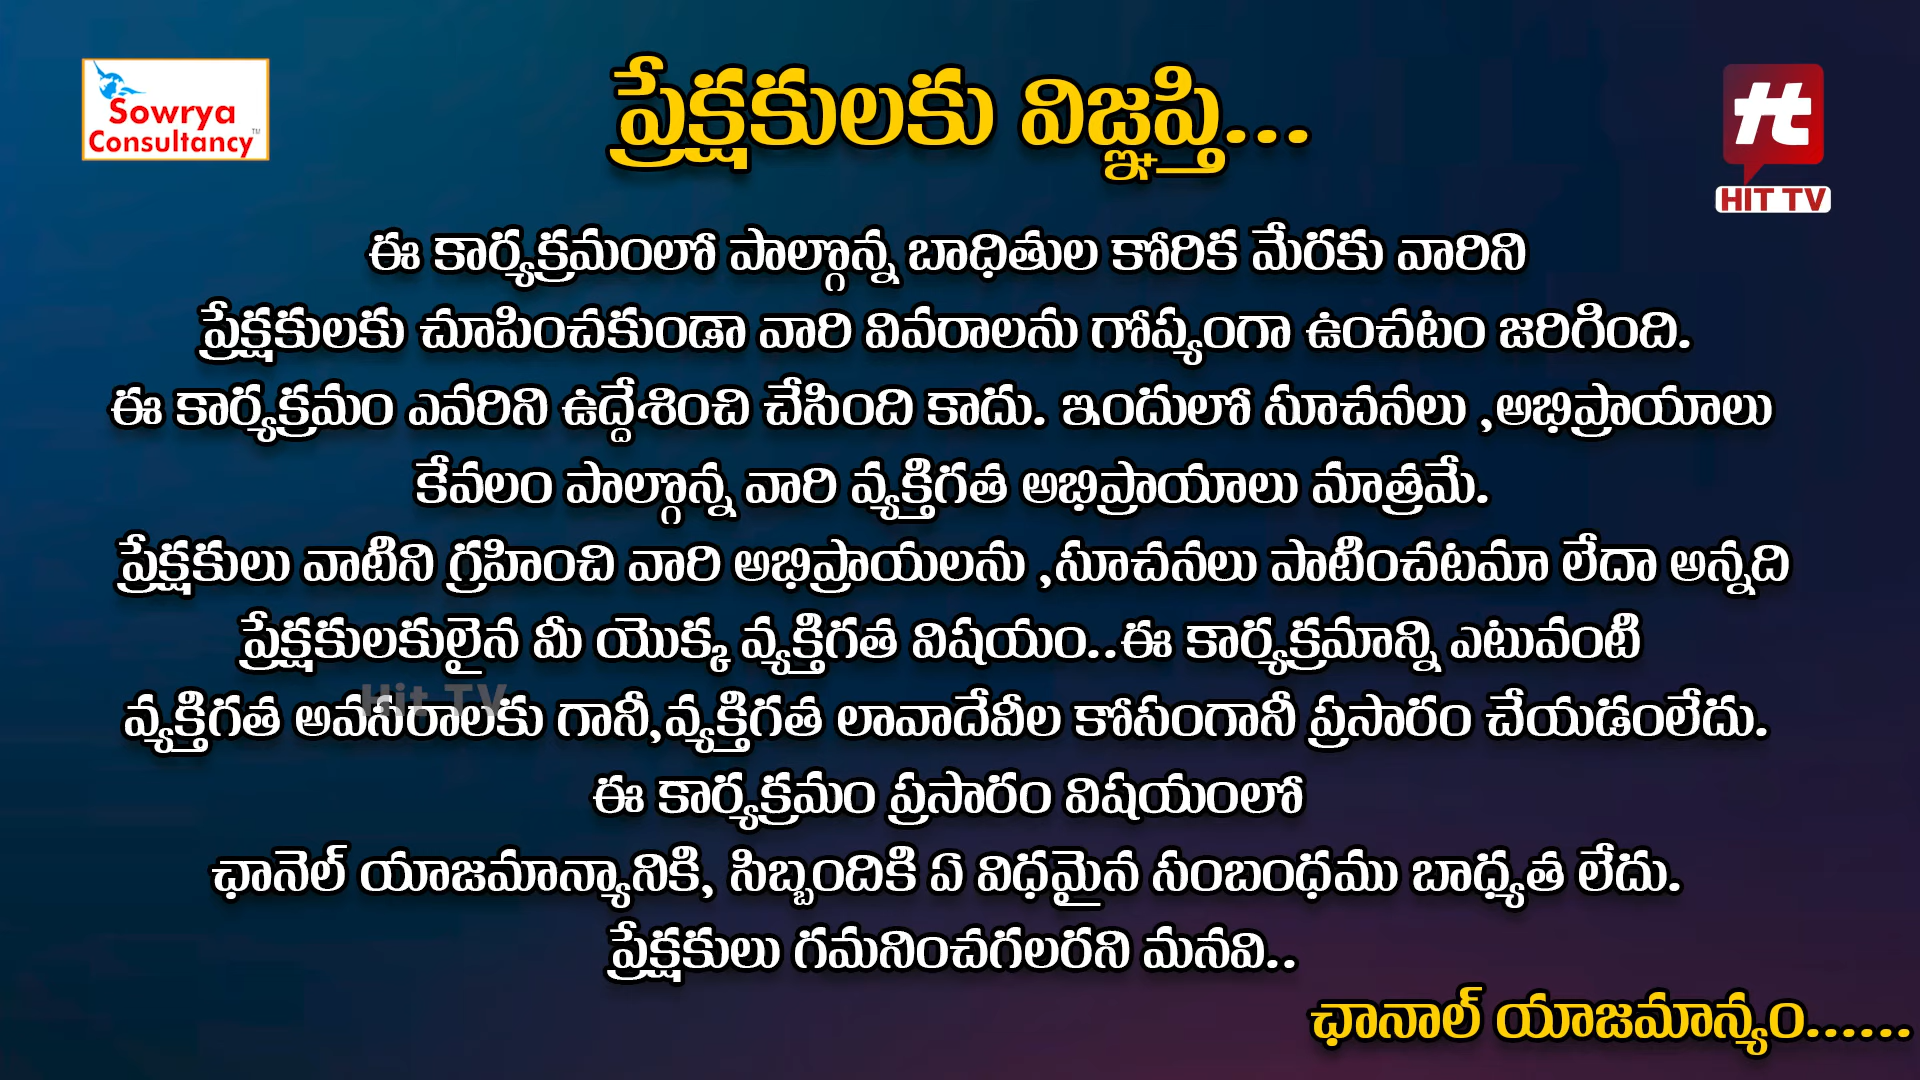 Sowrya
Consultancy TM
ప్రేక్షకులకు విజ్ఞప్తి...
HIT TV
ఈ కార్యక్రమంలో పాల్గొన్న బాధితుల కోరిక మేరకు వారిని
ప్రేక్షకులకు చూపించకుండా వారి వివరాలను గోప్యంగా ఉంచటం జరిగింది.
ఈ కార్యక్రమం ఎవరిని ఉద్దేశించి చేసింది కాదు. ఇందులో సూచనలు ,అభిప్రాయాలు
కేవలం పాల్గొన్న వారి వ్యక్తిగత అభిప్రాయాలు మాత్రమే.
ప్రేక్షకులు వాటిని గ్రహించి వారి అభిప్రాయలను ,సూచనలు పాటించటమా లేదా అన్నది
ప్రేక్షకులకులైన మీ యొక్క వ్యక్తిగత విషయం..ఈ కార్యక్రమాన్ని ఎటువంటి
Hit TV
వ్యక్తిగత అవసరాలకు గానీ,వ్యక్తిగత లావాదేవీల కోసంగానీ ప్రసారం చేయడంలేదు.
ఈ కార్యక్రమం ప్రసారం విషయంలో
ఛానెల్ యాజమాన్యానికి, సిబ్బందికి ఏ విధమైన సంబంధము బాధ్యత లేదు.
ప్రేక్షకులు గమనించగలరని మనవి..
ఛానాల్ యాజమాన్యం......